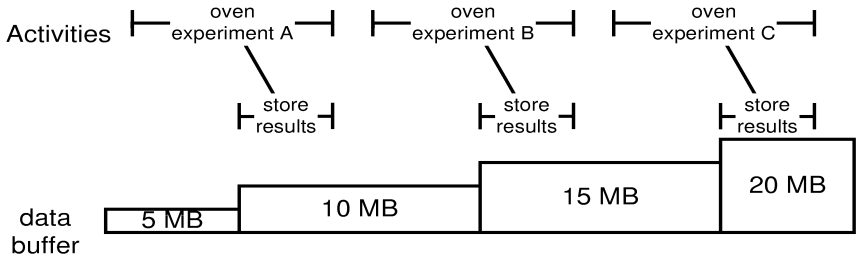 Activities
oven
experiment A
oven
experiment B
oven
experiment C
store
results
store
results
store
results
data
buffer
5 MB
10 MB
15 MB
20 MB